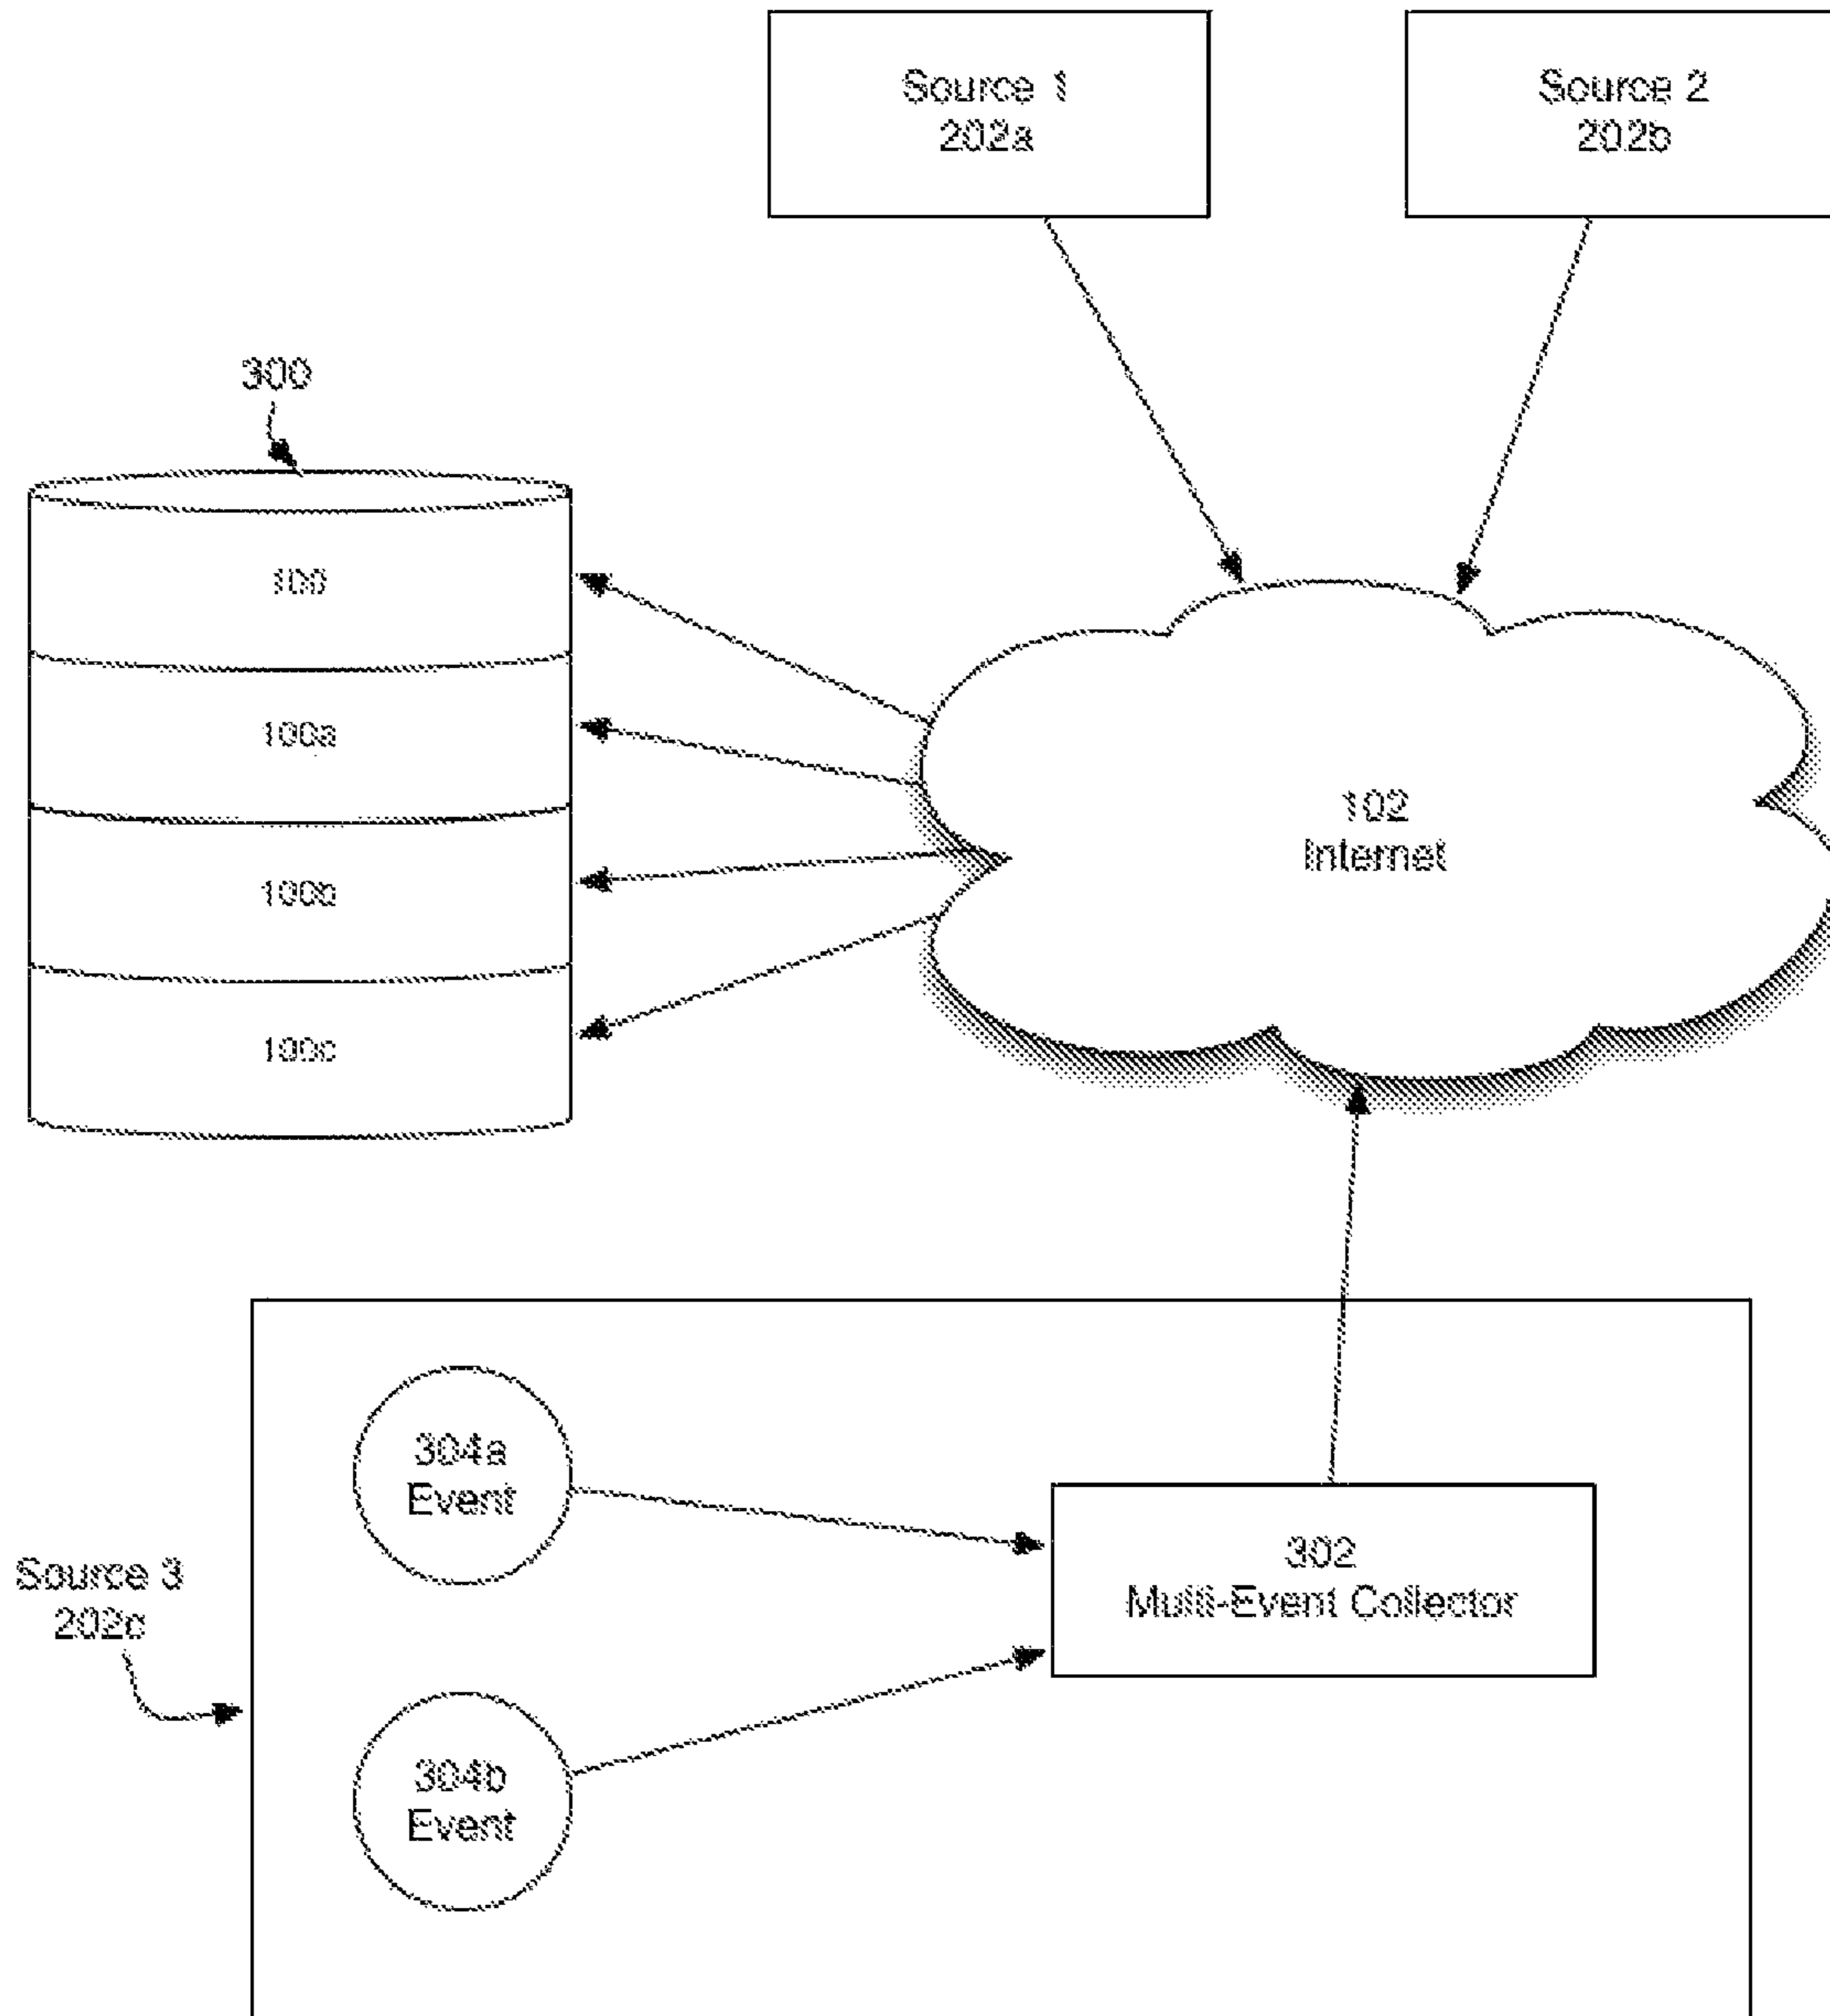 Source 1
202a
Source 2
202b
300
100
100a
100b
100c
102
Internet
304a
Event
302
Multi-Event Collector
Source 3
202c
304b
Event